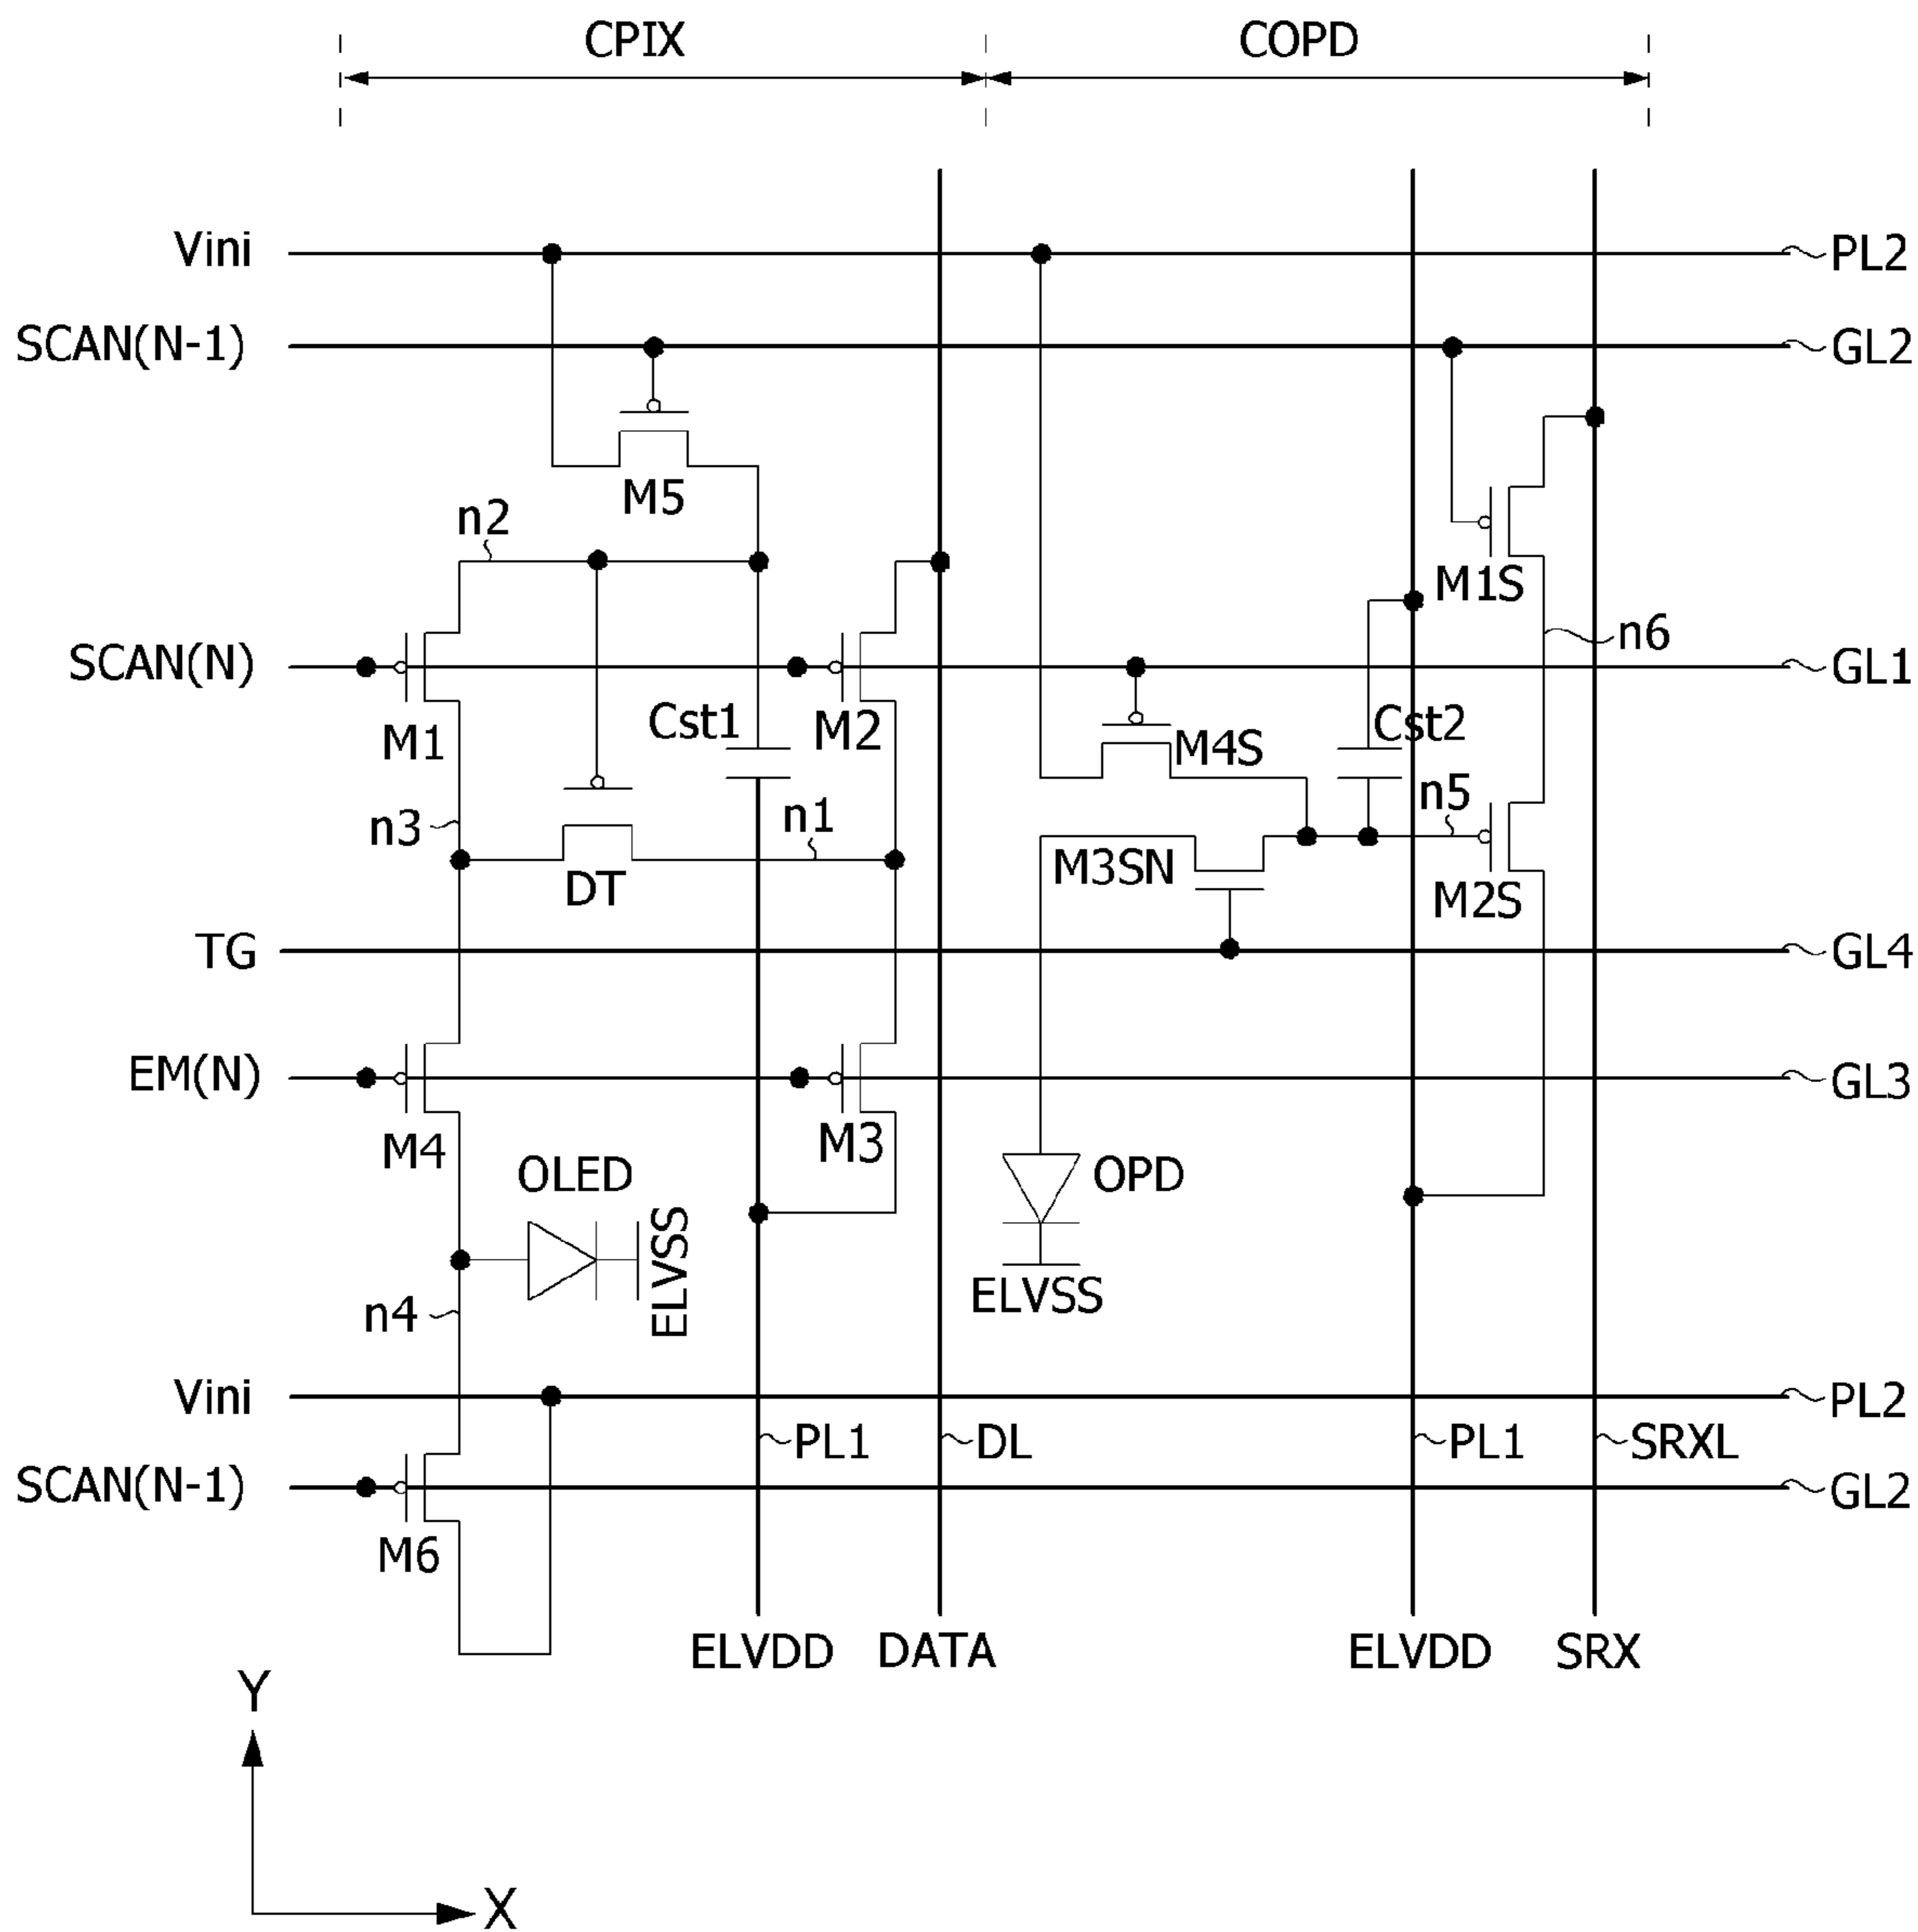 CPIX COPD
Vini PL2
SCAN(N-1) GL2
M5
n2
M1S
n6
SCAN(N) GL1
M1 Cst1 M2 M4S Cst2
n3 n1 n5
DT M3SN M2S
TG GL4
EM(N) GL3
M4 M3
OLED ELVSS OPD
ELVSS
n4
Vini PL2
PL1 DL PL1 SRXL
SCAN(N-1) GL2
M6
ELVDD DATA ELVDD SRX
Y
X